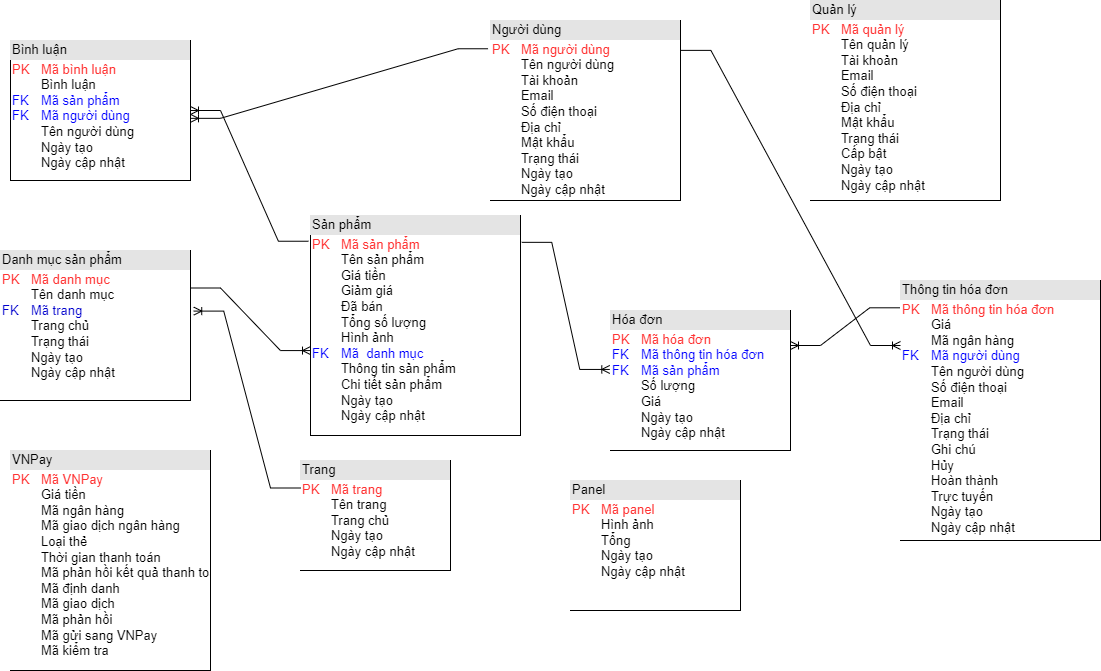 Bình luận
PK Mã bình luận
Bình luận
FK Mã sản phẩm
FK Mã người dùng
Tên người dùng
Ngày tạo
Ngày cập nhật
Người dùng
PK Mã người dùng
Tên người dùng
Tài khoản
Email
Số điện thoại
Địa chỉ
Mật khẩu
Trạng thái
Ngày tạo
Ngày cập nhật
Quản lý
PK Mã quản lý
Tên quản lý
Tài khoản
Email
Số điện thoại
Địa chỉ
Mật khẩu
Trạng thái
Cấp bật
Ngày tạo
Ngày cập nhật
Danh mục sản phẩm
PK Mã danh mục
Tên danh mục
FK Mã trang
Trang chủ
Trạng thái
Ngày tạo
Ngày cập nhật
Sản phẩm
PK Mã sản phẩm
Tên sản phẩm
Giá tiền
Giảm giá
Đã bán
Tổng số lượng
Hình ảnh
FK Mã danh mục
Thông tin sản phẩm
Chi tiết sản phẩm
Ngày tạo
Ngày cập nhật
Hóa đơn
PK Mã hóa đơn
FK Mã thông tin hóa đơn
FK Mã sản phẩm
Số lượng
Giá
Ngày tạo
Ngày cập nhật
Thông tin hóa đơn
PK Mã thông tin hóa đơn
Giá
Mã ngân hàng
FK Mã người dùng
Tên người dùng
Số điện thoại
Email
Địa chỉ
Trạng thái
Ghi chú
Hủy
Hoàn thành
Trực tuyến
Ngày tạo
Ngày cập nhật
VNPay
PK Mã VNPay
Giá tiền
Mã ngân hàng
Mã giao dịch ngân hàng
Loại thẻ
Thời gian thanh toán
Mã phản hồi kết quả thanh to
Mã định danh
Mã giao dịch
Mã phản hồi
Mã gửi sang VNPay
Mã kiểm tra
Trang
PK Mã trang
Tên trang
Trang chủ
Ngày tạo
Ngày cập nhật
Panel
PK Mã panel
Hình ảnh
Tổng
Ngày tạo
Ngày cập nhật